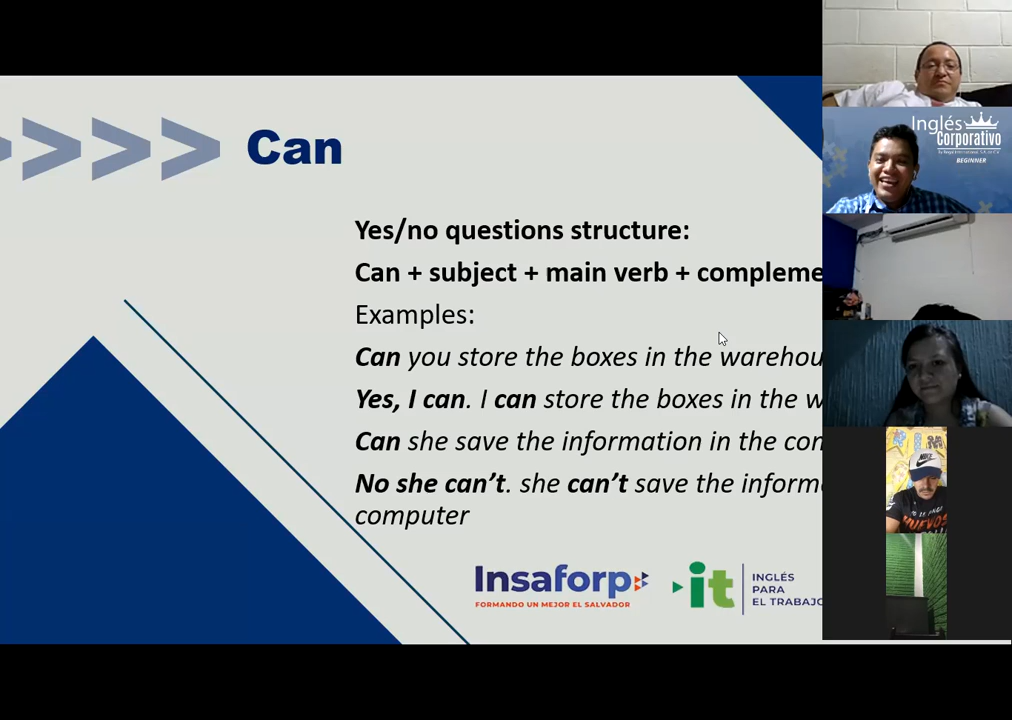 Can
Yes/no questions structure:
Can + subject + main verb + compleme
Examples:
Can you store the boxes in the warehou
Yes, I can. I can store the boxes in the w
Can she save the information in the con
No she can’t. she can’t save the inform
computer
Insaforp
FORMANDO UN MEJOR EL SALVADOR
it
INGLÉS
PARA
EL TRABAJO
Inglés
Corporativo
BEGINNER
NIKE
HUEVOS